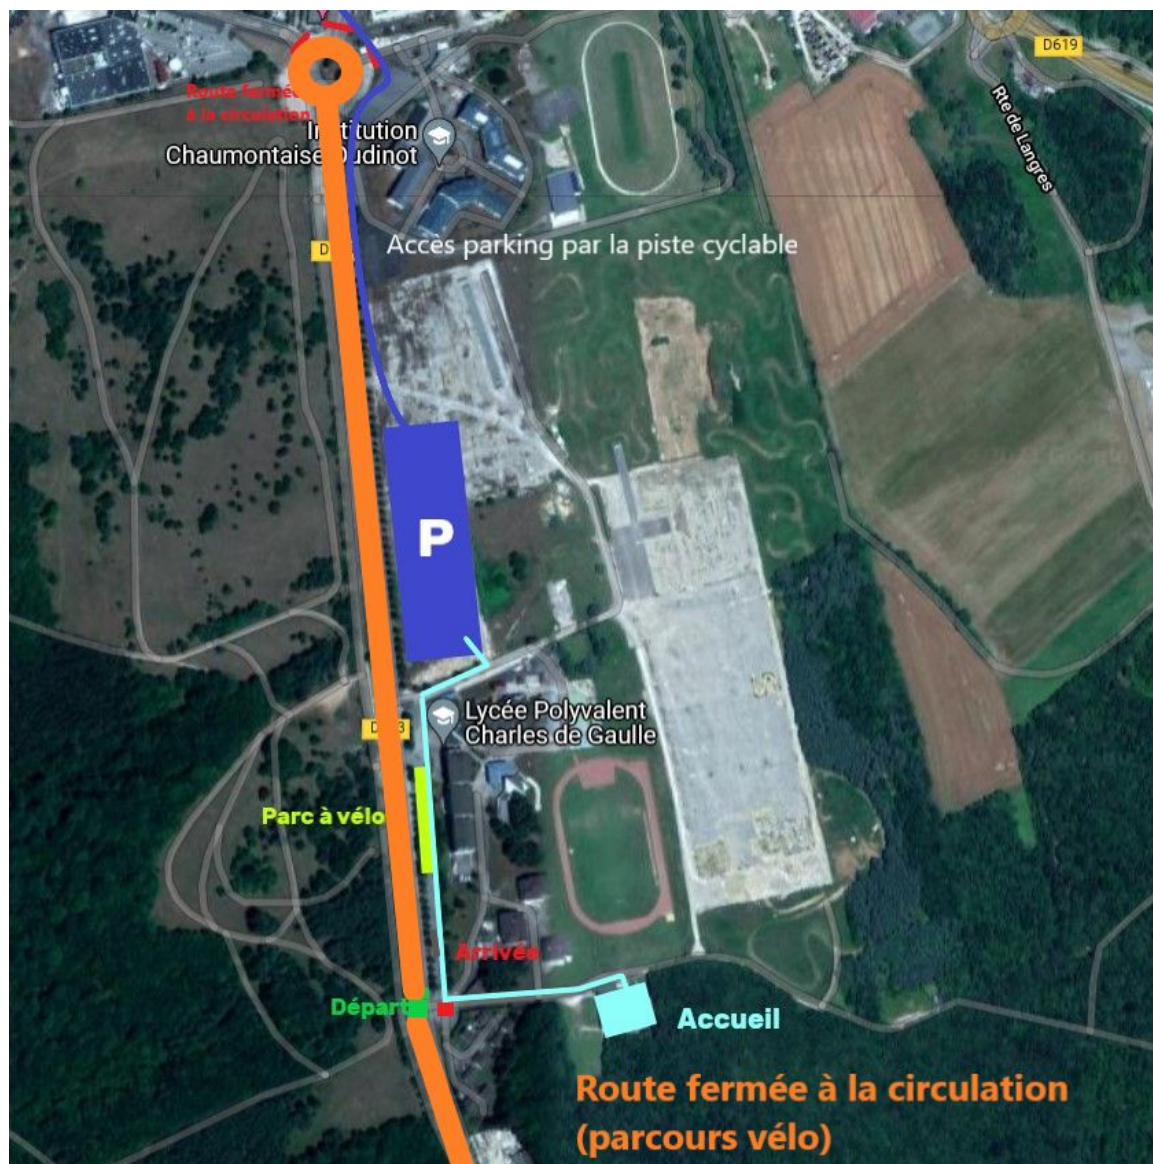 D619
Rte de Langres
Route fermée
à la circulation
Institution
Chaumontaise Oudinot
Accès parking par la piste cyclable
P
Lycée Polyvalent
Charles de Gaulle
Parc à vélo
Arrivée
Départ
Accueil
Route fermée à la circulation
(parcours vélo)